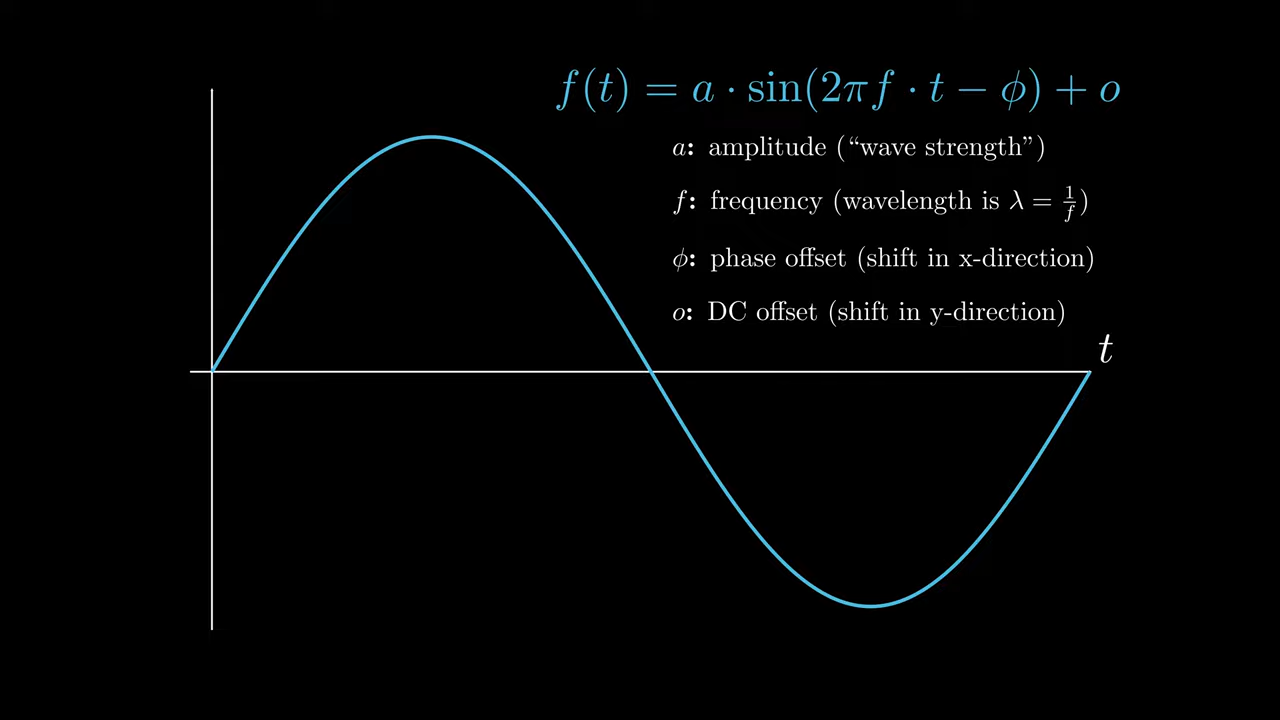 f(t) = a · sin(2πf · t − ϕ) + o
a: amplitude (“wave strength”)
f: frequency (wavelength is λ = 1/f)
ϕ: phase offset (shift in x-direction)
o: DC offset (shift in y-direction)
t